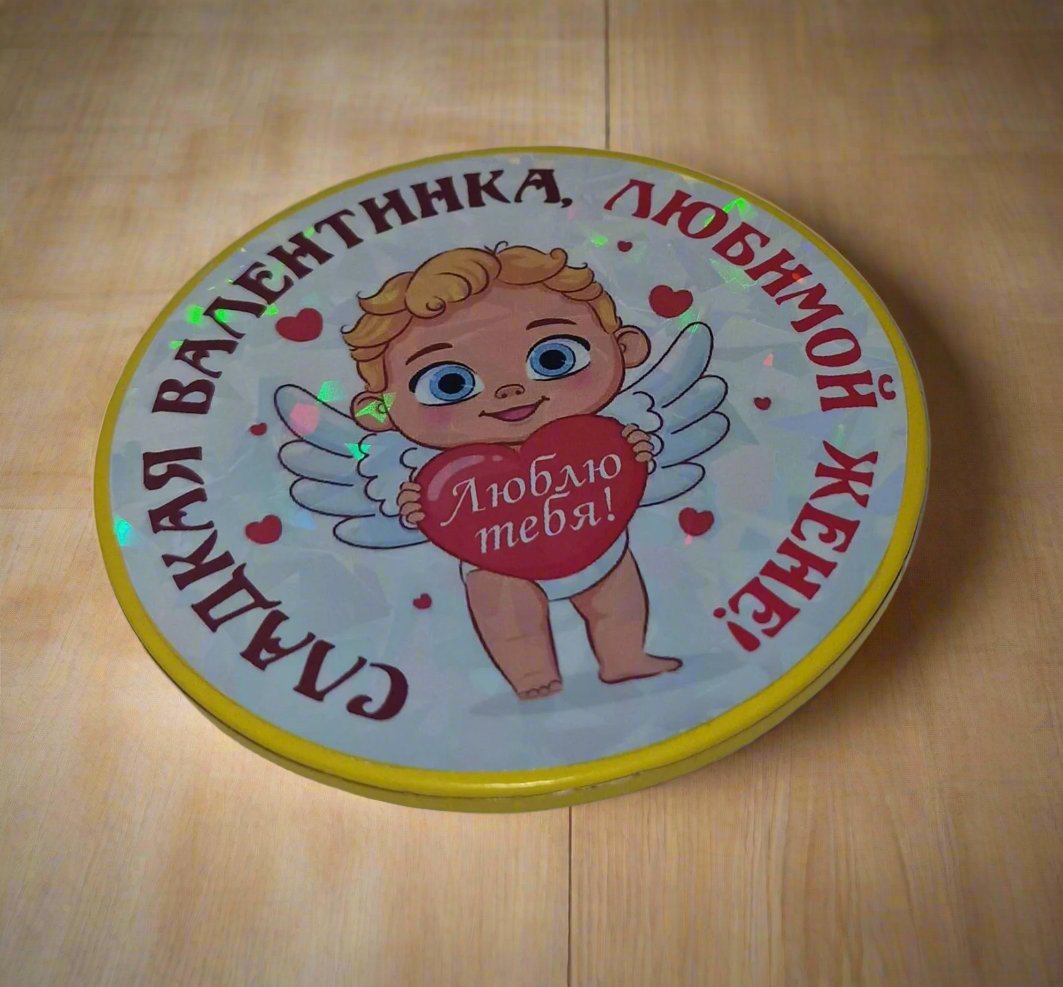 СЛАДКАЯ ВАЛЕНТИНКА, ЛЮБИМОЙ ЖЕНЕ!
Люблю
тебя!